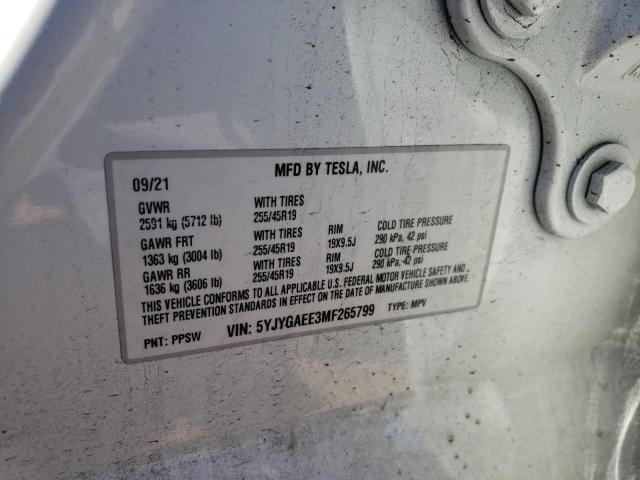 MFD BY TESLA, INC.
09/21
GVWR WITH TIRES
2591 kg (5712 lb) 255/45R19
GAWR FRT WITH TIRES RIM COLD TIRE PRESSURE
1363 kg (3004 lb) 255/45R19 19X9.5J 290 kPa, 42 psi
GAWR RR WITH TIRES RIM COLD TIRE PRESSURE
1636 kg (3606 lb) 255/45R19 19X9.5J 290 kPa, 42 psi
THIS VEHICLE CONFORMS TO ALL APPLICABLE U.S. FEDERAL MOTOR VEHICLE SAFETY AND
THEFT PREVENTION STANDARDS IN EFFECT ON THE DATE OF MANUFACTURE SHOWN ABOVE.
PNT: PPSW VIN: 5YJYGAEE3MF265799 TYPE: MPV